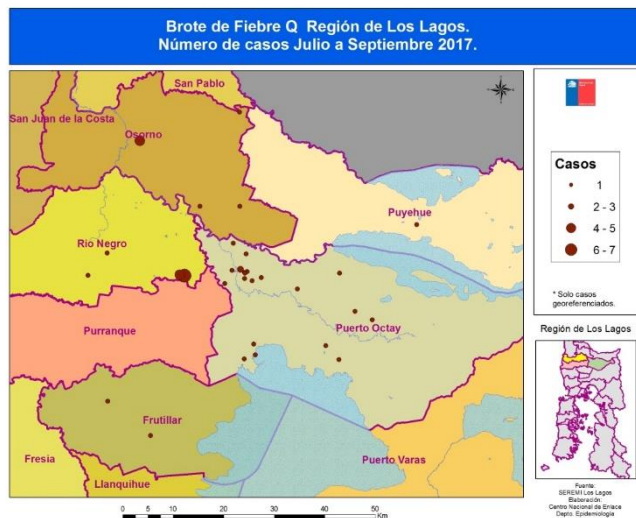 Brote de Fiebre Q Región de Los Lagos.
Número de casos Julio a Septiembre 2017.
San Pablo
San Juan de la Costa
Osorno
Puyehue
Rio Negro
Purranque
Puerto Octay
Frutillar
Fresia
Puerto Varas
Llanquihue
Casos
1
2 - 3
4 - 5
6 - 7
* Solo casos
georeferenciados.
Región de Los Lagos
Fuente:
SEREMI Los Lagos
Elaboración:
Centro Nacional de Enlace
Depto. Epidemiología
0 5 10 20 30 40 50
Km